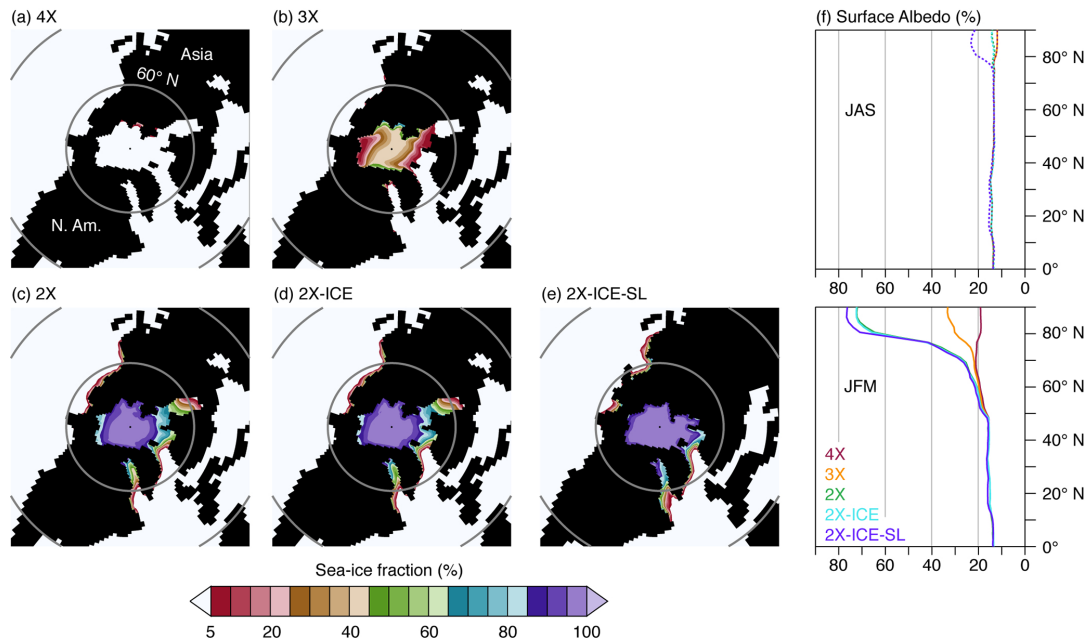 (a) 4X
(b) 3X
(f) Surface Albedo (%)
Asia
60° N
N. Am.
JAS
80° N
60° N
40° N
20° N
0°
80 60 40 20 0
(c) 2X
(d) 2X-ICE
(e) 2X-ICE-SL
JFM
4X
3X
2X
2X-ICE
2X-ICE-SL
80° N
60° N
40° N
20° N
0°
80 60 40 20 0
Sea-ice fraction (%)
5 20 40 60 80 100